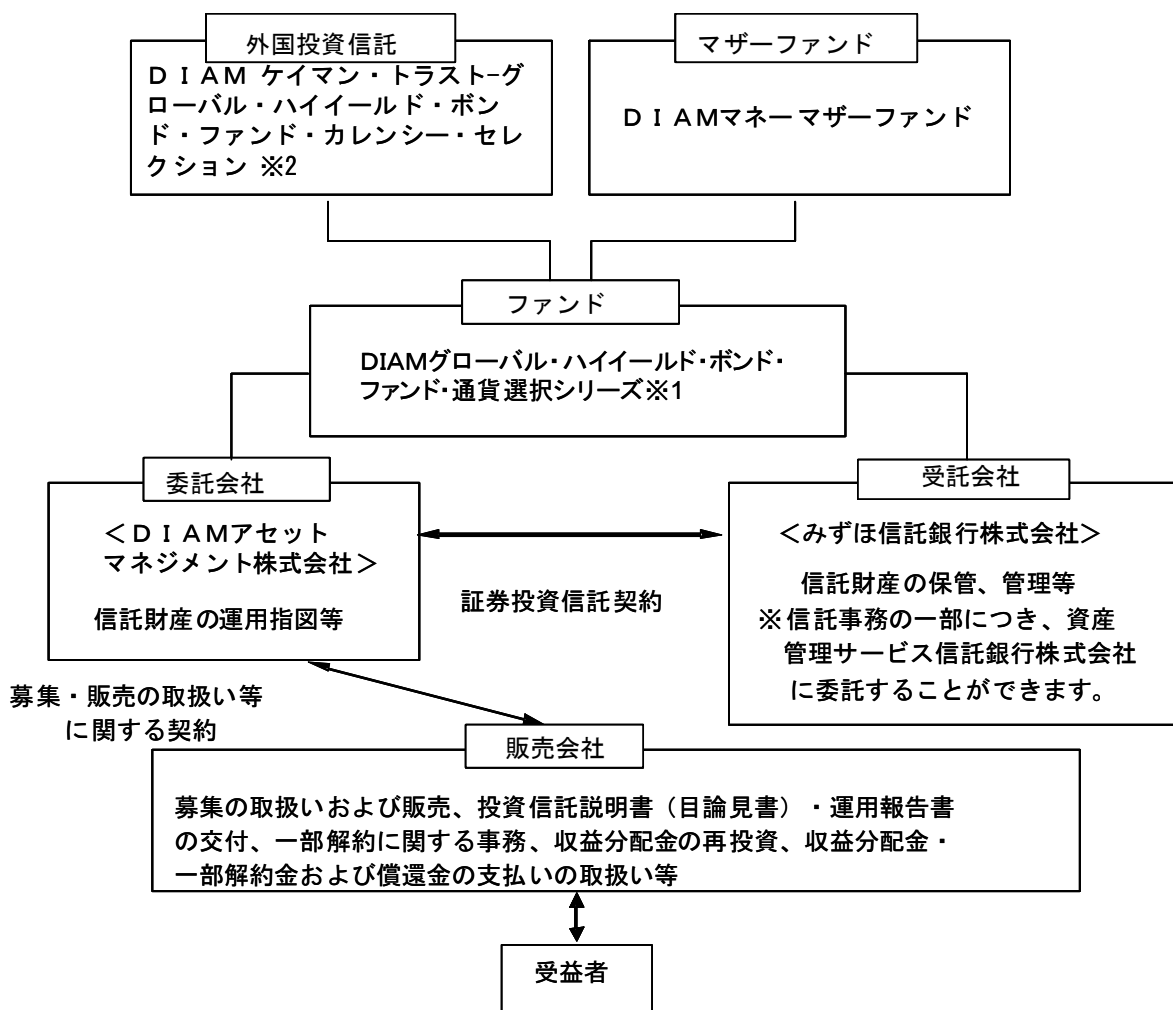 外国投資信託
ＤＩＡＭ ケイマン・トラスト-グ
ローバル・ハイイールド・ボン
ド・ファンド・カレンシー・セレ
クション ※2
マザーファンド
ＤＩＡＭマネーマザーファンド
ファンド
DIAMグローバル・ハイイールド・ボンド・
ファンド・通貨選択シリーズ※1
委託会社
＜ＤＩＡＭアセット
マネジメント株式会社＞
信託財産の運用指図等
証券投資信託契約
受託会社
＜みずほ信託銀行株式会社＞
信託財産の保管、管理等
※信託事務の一部につき、資産
管理サービス信託銀行株式会社
に委託することができます。
募集・販売の取扱い等
に関する契約
販売会社
募集の取扱いおよび販売、投資信託説明書（目論見書）・運用報告書
の交付、一部解約に関する事務、収益分配金の再投資、収益分配金・
一部解約金および償還金の支払いの取扱い等
受益者